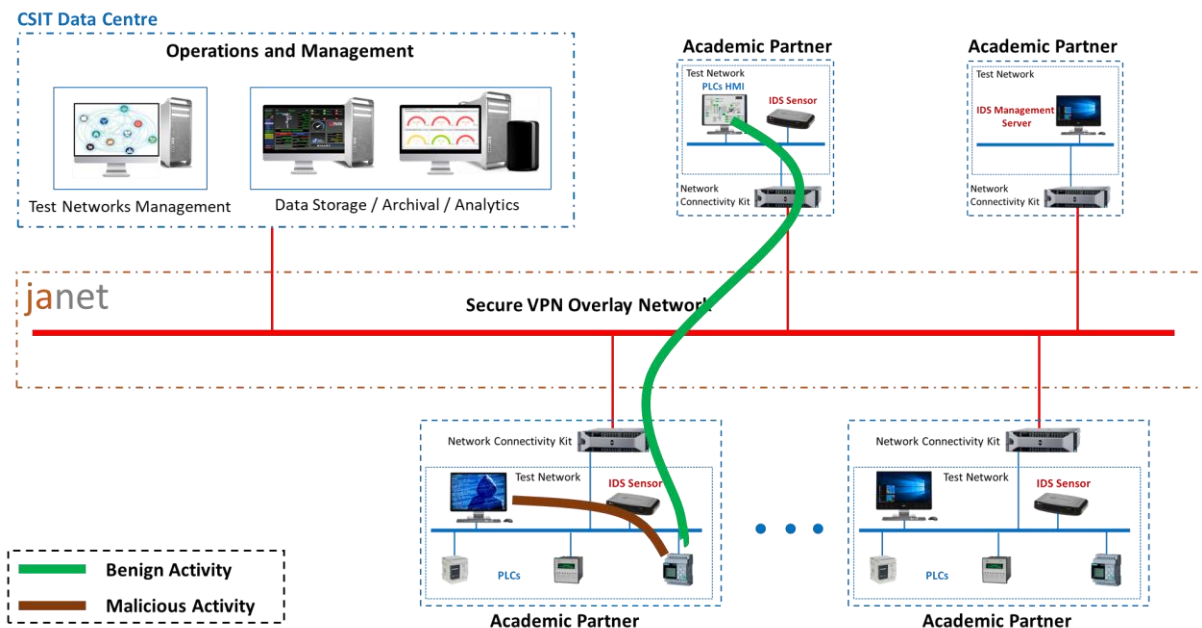 CSIT Data Centre
Operations and Management
Test Networks Management
Data Storage / Archival / Analytics
Academic Partner
Test Network
PLCs HMI
IDS Sensor
Network
Connectivity Kit
Academic Partner
Test Network
IDS Management
Server
Network
Connectivity Kit
janet
Secure VPN Overlay Network
Network Connectivity Kit
Test Network
IDS Sensor
PLCs
Academic Partner
Network Connectivity Kit
Test Network
IDS Sensor
PLCs
Academic Partner
Benign Activity
Malicious Activity